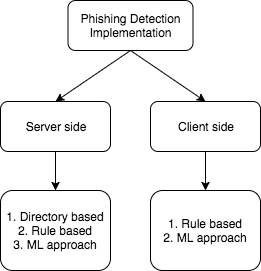 Phishing Detection
Implementation
Server side
Client side
1. Directory based
2. Rule based
3. ML approach
1. Rule based
2. ML approach